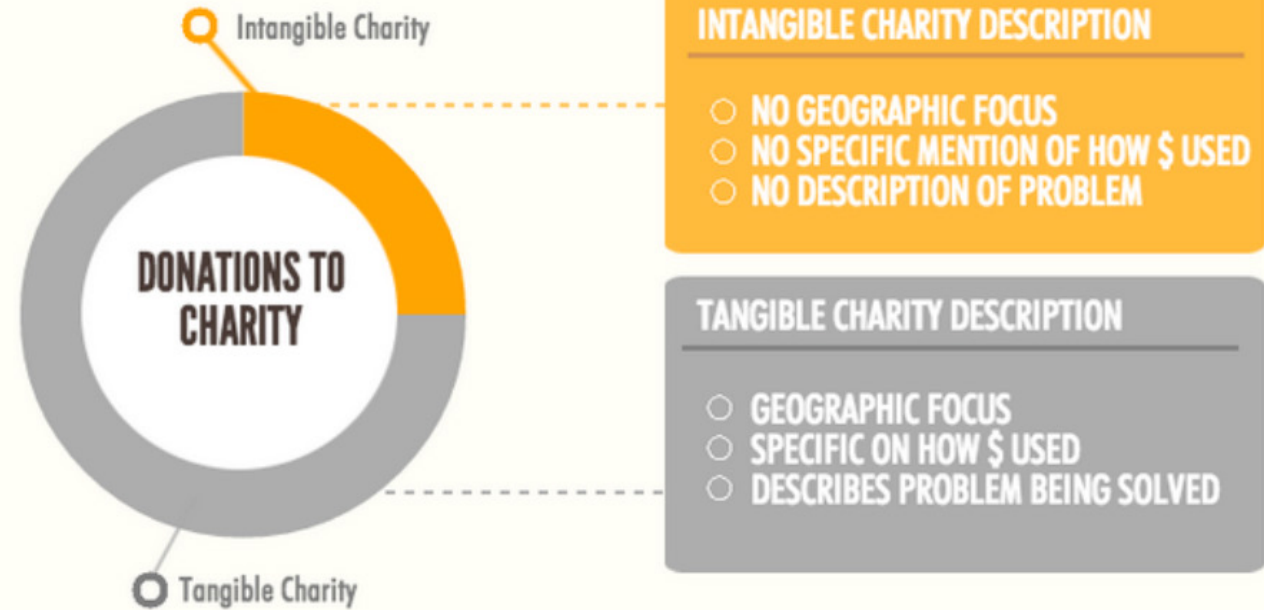 Intangible Charity
DONATIONS TO
CHARITY
Tangible Charity
INTANGIBLE CHARITY DESCRIPTION
NO GEOGRAPHIC FOCUS
NO SPECIFIC MENTION OF HOW $ USED
NO DESCRIPTION OF PROBLEM
TANGIBLE CHARITY DESCRIPTION
GEOGRAPHIC FOCUS
SPECIFIC ON HOW $ USED
DESCRIBES PROBLEM BEING SOLVED